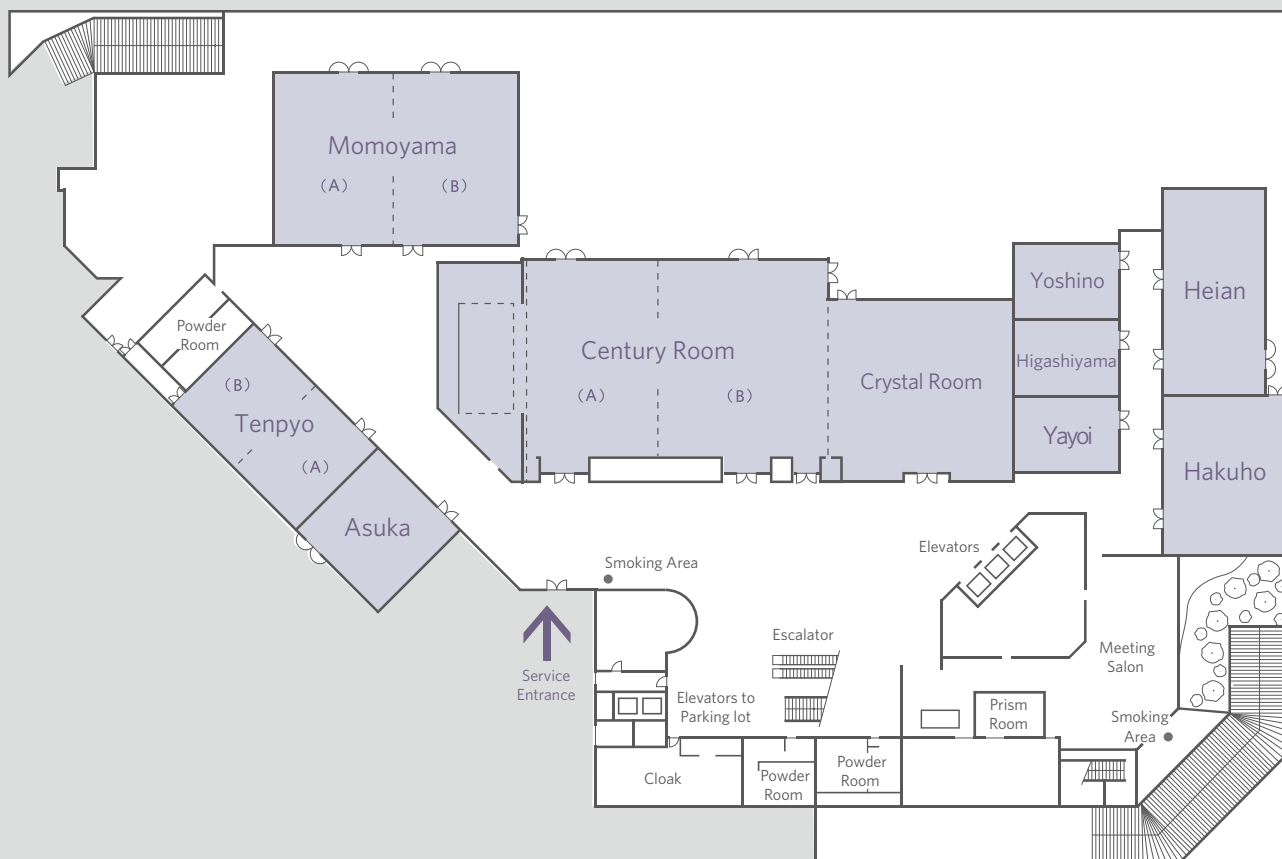 Momoyama
（A）
（B）
Yoshino
Heian
Powder
Room
Century Room
Higashiyama
（B）
Crystal Room
（A）
（B）
Tenpyo
Yayoi
（A）
Hakuho
Asuka
Elevators
Smoking Area
Escalator
Meeting
Salon
Service
Entrance
Elevators to
Parking lot
Prism
Room
Smoking
Area
Cloak
Powder
Room
Powder
Room